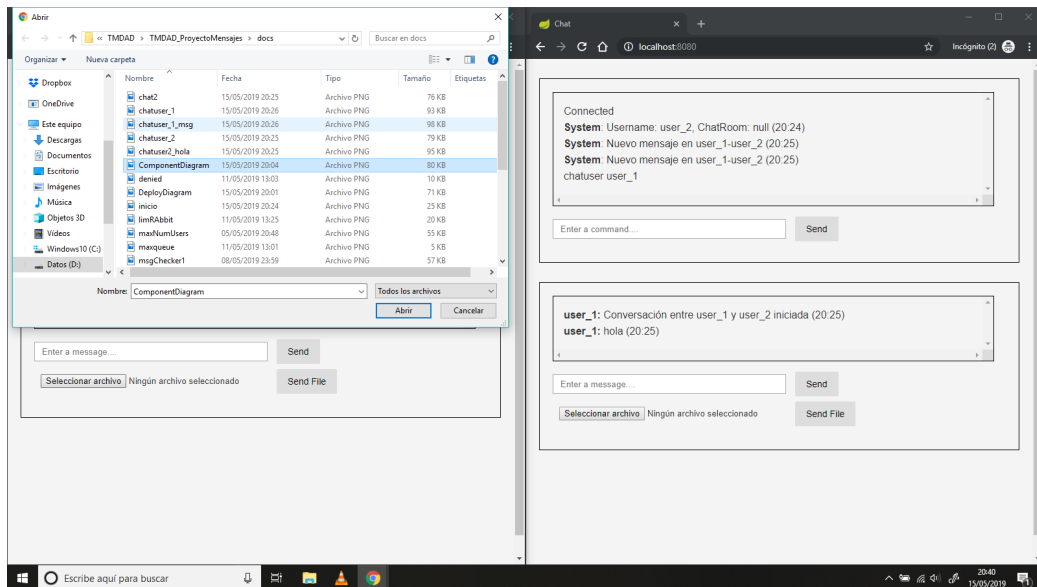 Abrir
« TMDAD › TMDAD_ProyectoMensajes › docs
Buscar en docs
Organizar
Nueva carpeta
Dropbox
OneDrive
Este equipo
Descargas
Documentos
Escritorio
Imágenes
Música
Objetos 3D
Vídeos
Windows10 (C:)
Datos (D:)
Nombre Fecha Tipo Tamaño Etiquetas
chat2 15/05/2019 20:25 Archivo PNG 76 KB
chatuser_1 15/05/2019 20:26 Archivo PNG 93 KB
chatuser_1_msg 15/05/2019 20:26 Archivo PNG 98 KB
chatuser_2 15/05/2019 20:25 Archivo PNG 79 KB
chatuser2_hola 15/05/2019 20:25 Archivo PNG 95 KB
ComponentDiagram 15/05/2019 20:04 Archivo PNG 80 KB
denied 11/05/2019 13:03 Archivo PNG 10 KB
DeployDiagram 15/05/2019 20:01 Archivo PNG 71 KB
inicio 15/05/2019 20:24 Archivo PNG 25 KB
limRAbbit 11/05/2019 13:25 Archivo PNG 20 KB
maxNumUsers 05/05/2019 20:48 Archivo PNG 55 KB
maxqueue 11/05/2019 13:01 Archivo PNG 5 KB
msgChecker1 08/05/2019 23:59 Archivo PNG 57 KB
Nombre: ComponentDiagram
Todos los archivos
Abrir
Cancelar
Enter a message....
Send
Seleccionar archivo Ningún archivo seleccionado
Send File
Chat
localhost:8080
Incógnito (2)
Connected
System: Username: user_2, ChatRoom: null (20:24)
System: Nuevo mensaje en user_1-user_2 (20:25)
System: Nuevo mensaje en user_1-user_2 (20:25)
chatuser user_1
Enter a command....
Send
user_1: Conversación entre user_1 y user_2 iniciada (20:25)
user_1: hola (20:25)
Enter a message....
Send
Seleccionar archivo Ningún archivo seleccionado
Send File
Escribe aquí para buscar
20:40
15/05/2019